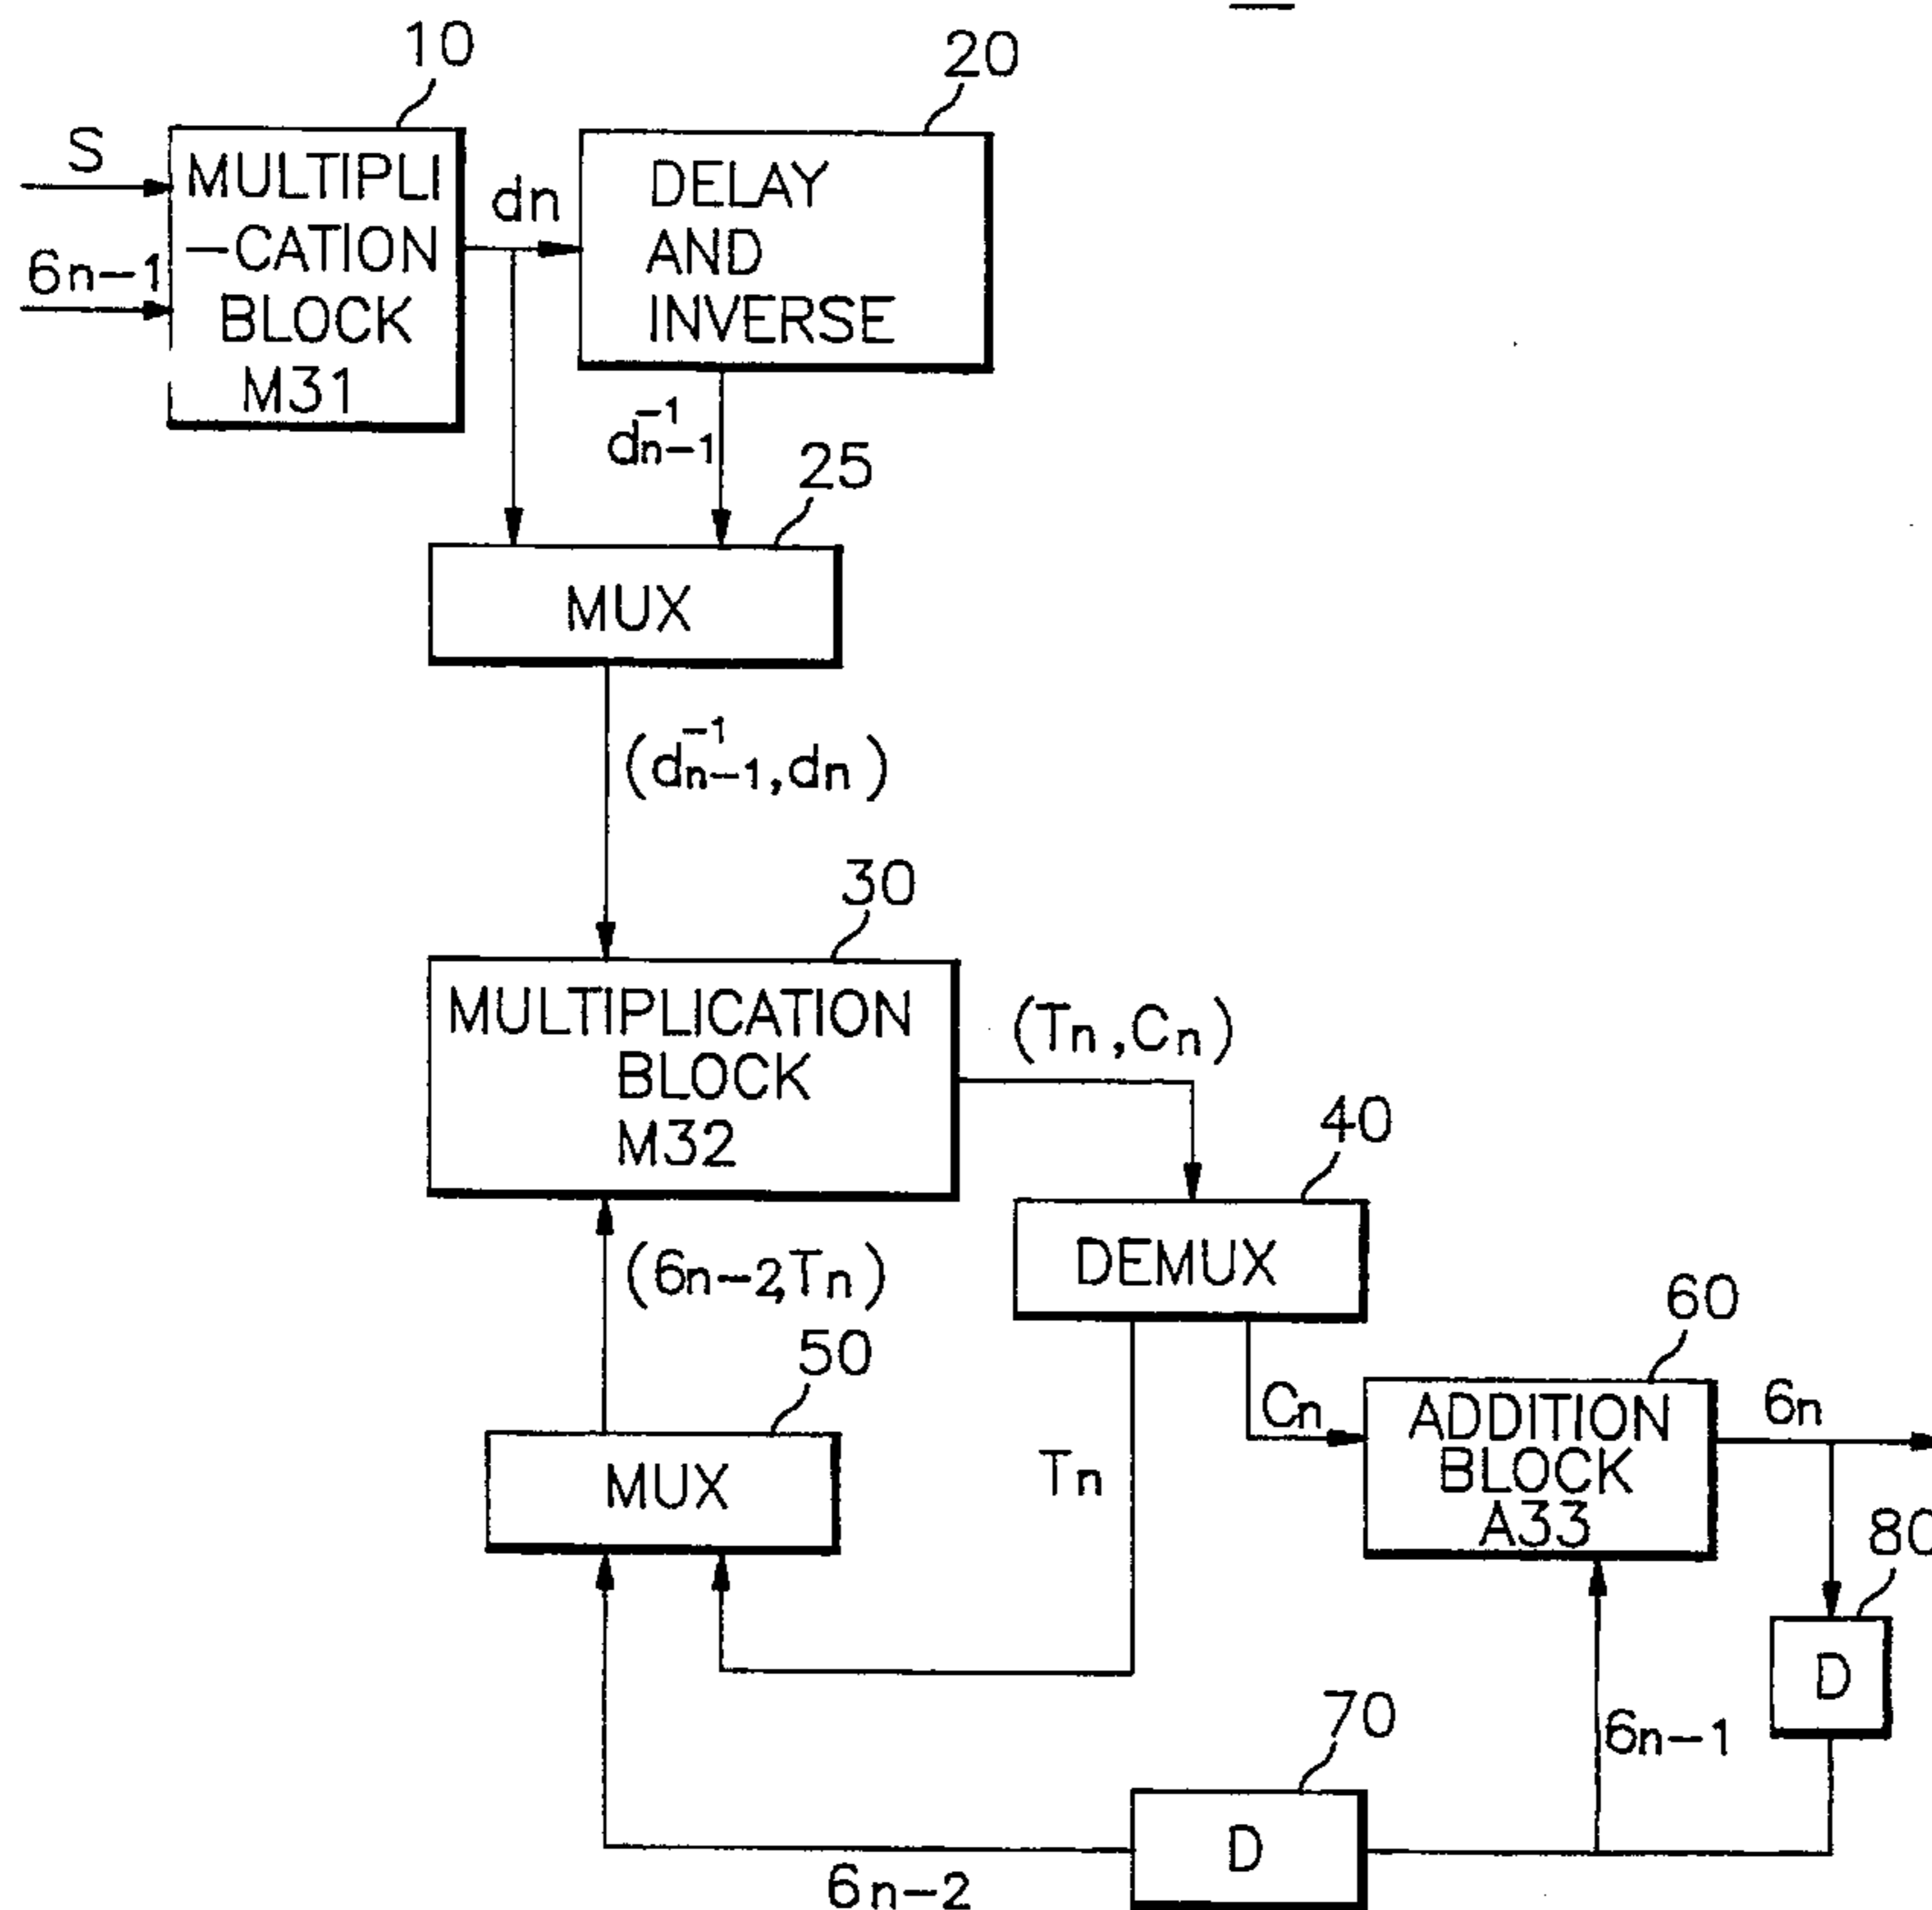 10
20
S
MULTIPLI
-CATION
BLOCK
M31
6n-1
dn
DELAY
AND
INVERSE
d-1n-1
25
MUX
(d-1n-1,dn)
30
MULTIPLICATION
BLOCK
M32
(Tn,Cn)
40
DEMUX
(6n-2,Tn)
50
MUX
60
Cn
ADDITION
BLOCK
A33
6n
Tn
80
D
70
6n-1
D
6n-2